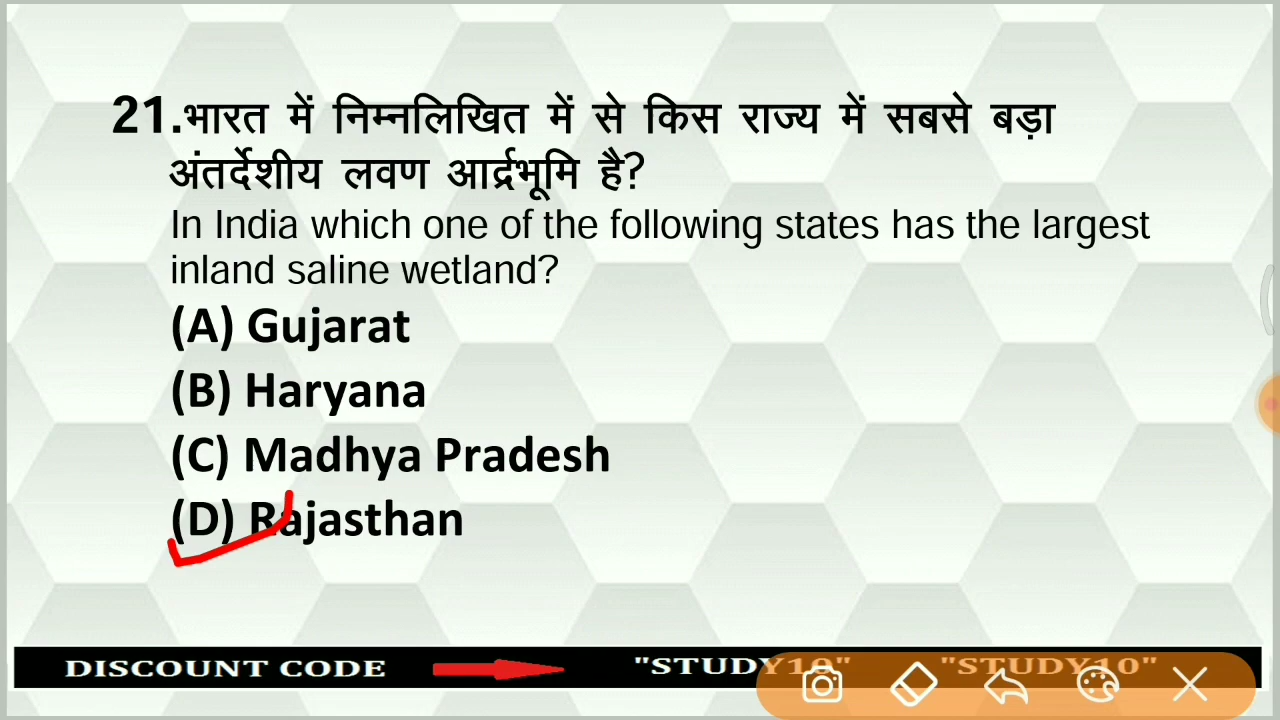 21.भारत में निम्नलिखित में से किस राज्य में सबसे बड़ा
अंतर्देशीय लवण आर्द्रभूमि है?
In India which one of the following states has the largest
inland saline wetland?
(A) Gujarat
(B) Haryana
(C) Madhya Pradesh
(D) Rajasthan
DISCOUNT CODE "STUDY10" "STUDY10"